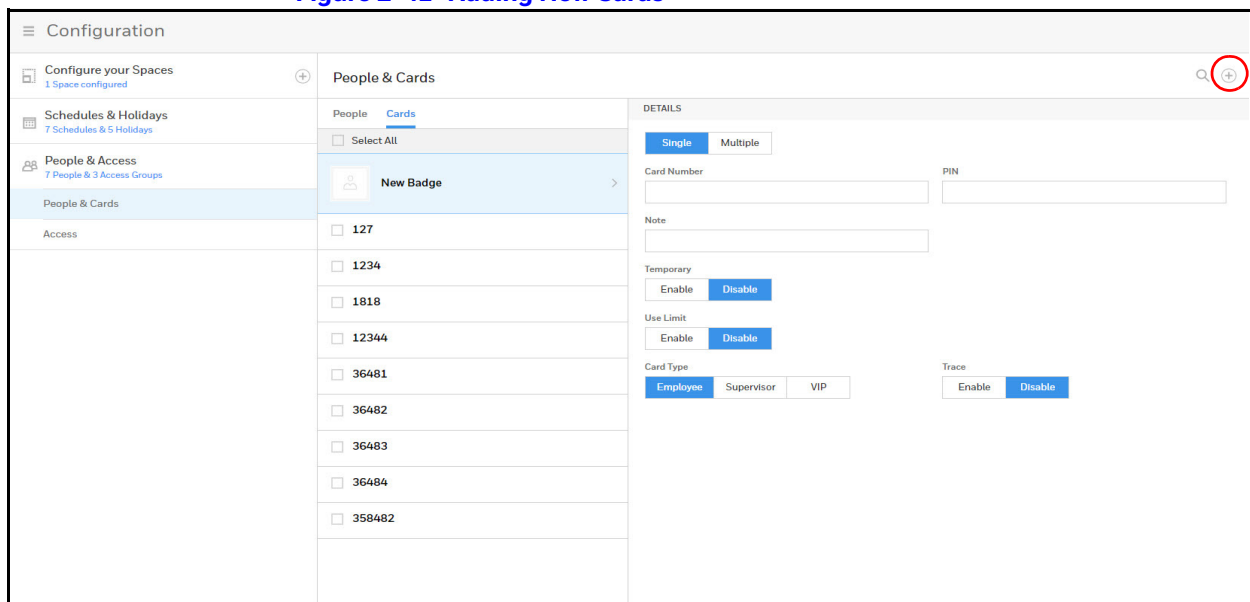 Configuration
Configure your Spaces
1 Space configured
Schedules & Holidays
7 Schedules & 5 Holidays
People & Access
7 People & 3 Access Groups
People & Cards
Access
People & Cards
People Cards
Select All
New Badge
127
1234
1818
12344
36481
36482
36483
36484
358482
DETAILS
Single Multiple
Card Number PIN
Note
Temporary
Enable Disable
Use Limit
Enable Disable
Card Type Trace
Employee Supervisor VIP Enable Disable